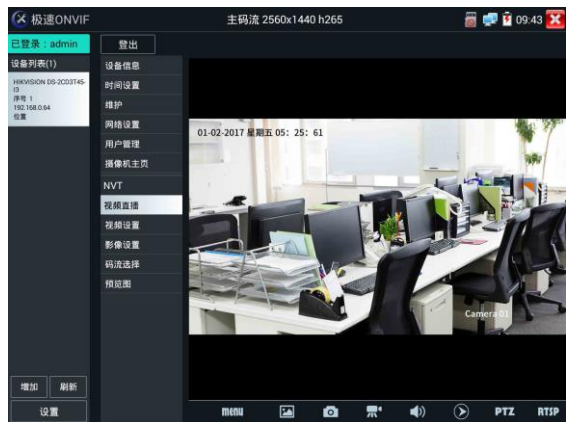 极速ONVIF
主码流 2560x1440 h265
09:43
已登录：admin
登出
设备列表(1)
HIKVISION DS-2CD3T45-I3
序号 1
192.168.0.64
位置
设备信息
时间设置
维护
网络设置
用户管理
摄像机主页
NVT
视频直播
视频设置
影像设置
码流选择
预览图
01-02-2017 星期五 05：25：61
Camera 01
增加
刷新
设置
menu
PTZ
RTSP